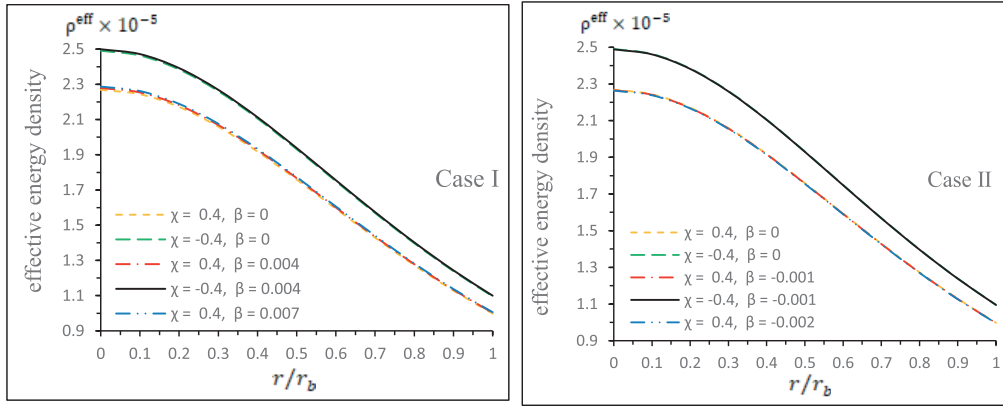 ρ^eff × 10^-5
2.5
2.3
2.1
1.9
1.7
1.5
1.3
1.1
0.9
effective energy density
Case I
χ = 0.4, β = 0
χ = -0.4, β = 0
χ = 0.4, β = 0.004
χ = -0.4, β = 0.004
χ = 0.4, β = 0.007
0 0.1 0.2 0.3 0.4 0.5 0.6 0.7 0.8 0.9 1
r/r_b
ρ^eff × 10^-5
2.5
2.3
2.1
1.9
1.7
1.5
1.3
1.1
0.9
effective energy density
Case II
χ = 0.4, β = 0
χ = -0.4, β = 0
χ = 0.4, β = -0.001
χ = -0.4, β = -0.001
χ = 0.4, β = -0.002
0 0.1 0.2 0.3 0.4 0.5 0.6 0.7 0.8 0.9 1
r/r_b